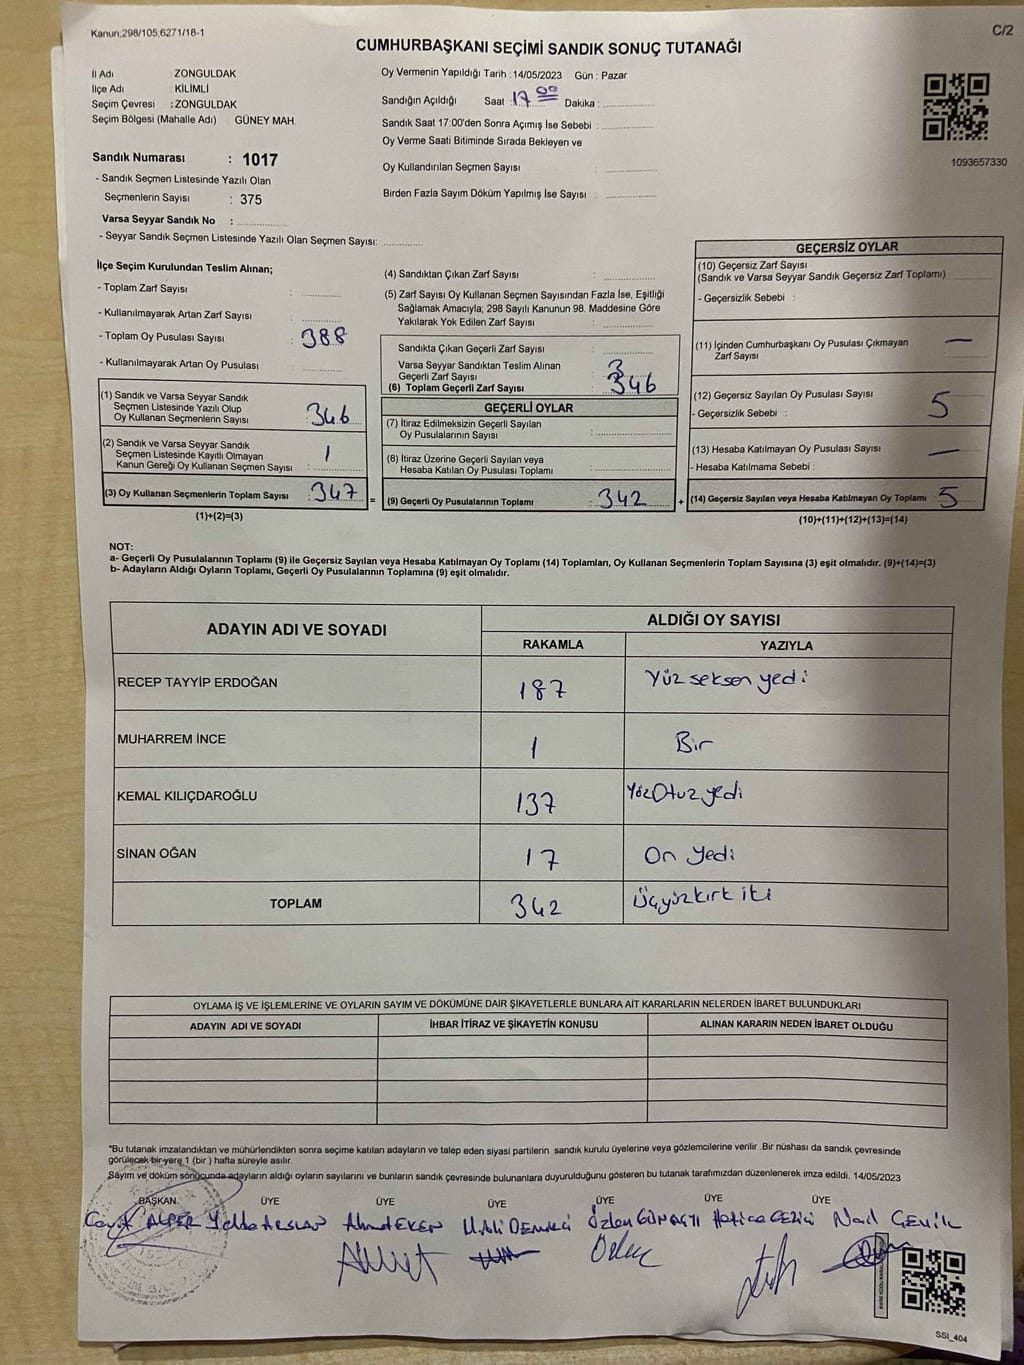 Kanun;298/105,6271/18-1
C/2
CUMHURBAŞKANI SEÇİMİ SANDIK SONUÇ TUTANAĞI
İl Adı : ZONGULDAK
İlçe Adı : KİLİMLİ
Seçim Çevresi : ZONGULDAK
Seçim Bölgesi (Mahalle Adı) GÜNEY MAH.
Oy Vermenin Yapıldığı Tarih : 14/05/2023 Gün : Pazar
Sandığın Açıldığı Saat 17 00 Dakika :
Sandık Saat 17:00'den Sonra Açımış İse Sebebi :
Oy Verme Saati Bitiminde Sırada Bekleyen ve
Oy Kullandırılan Seçmen Sayısı :
Birden Fazla Sayım Döküm Yapılmış İse Sayısı :
1093657330
Sandık Numarası : 1017
- Sandık Seçmen Listesinde Yazılı Olan
Seçmenlerin Sayısı : 375
Varsa Seyyar Sandık No :
- Seyyar Sandık Seçmen Listesinde Yazılı Olan Seçmen Sayısı:
İlçe Seçim Kurulundan Teslim Alınan;
- Toplam Zarf Sayısı :
- Kullanılmayarak Artan Zarf Sayısı :
- Toplam Oy Pusulası Sayısı : 388
- Kullanılmayarak Artan Oy Pusulası :
(1) Sandık ve Varsa Seyyar Sandık
Seçmen Listesinde Yazılı Olup
Oy Kullanan Seçmenlerin Sayısı 346
(2) Sandık ve Varsa Seyyar Sandık
Seçmen Listesinde Kayıtlı Olmayan
Kanun Gereği Oy Kullanan Seçmen Sayısı : 1
(3) Oy Kullanan Seçmenlerin Toplam Sayısı : 347 =
(1)+(2)=(3)
(4) Sandıktan Çıkan Zarf Sayısı :
(5) Zarf Sayısı Oy Kullanan Seçmen Sayısından Fazla İse, Eşitliği
Sağlamak Amacıyla; 298 Sayılı Kanunun 98. Maddesine Göre
Yakılarak Yok Edilen Zarf Sayısı :
Sandıkta Çıkan Geçerli Zarf Sayısı :
Varsa Seyyar Sandıktan Teslim Alınan
Geçerli Zarf Sayısı
(6) Toplam Geçerli Zarf Sayısı 346
GEÇERLİ OYLAR
(7) İtiraz Edilmeksizin Geçerli Sayılan
Oy Pusulalarının Sayısı :
(8) İtiraz Üzerine Geçerli Sayılan veya
Hesaba Katılan Oy Pusulası Toplamı :
(9) Geçerli Oy Pusulalarının Toplamı : 342 +
GEÇERSİZ OYLAR
(10) Geçersiz Zarf Sayısı
(Sandık ve Varsa Seyyar Sandık Geçersiz Zarf Toplamı)
- Geçersizlik Sebebi :
(11) İçinden Cumhurbaşkanı Oy Pusulası Çıkmayan
Zarf Sayısı —
(12) Geçersiz Sayılan Oy Pusulası Sayısı 5
- Geçersizlik Sebebi :
(13) Hesaba Katılmayan Oy Pusulası Sayısı —
- Hesaba Katılmama Sebebi :
(14) Geçersiz Sayılan veya Hesaba Katılmayan Oy Toplamı : 5
(10)+(11)+(12)+(13)=(14)
NOT:
a- Geçerli Oy Pusulalarının Toplamı (9) ile Geçersiz Sayılan veya Hesaba Katılmayan Oy Toplamı (14) Toplamları, Oy Kullanan Seçmenlerin Toplam Sayısına (3) eşit olmalıdır. (9)+(14)=(3)
b- Adayların Aldığı Oyların Toplamı, Geçerli Oy Pusulalarının Toplamına (9) eşit olmalıdır.
ADAYIN ADI VE SOYADI
ALDIĞI OY SAYISI
RAKAMLA YAZIYLA
RECEP TAYYİP ERDOĞAN 187 Yüz seksen yedi
MUHARREM İNCE 1 Bir
KEMAL KILIÇDAROĞLU 137 Yüz Otuz yedi
SİNAN OĞAN 17 On Yedi
TOPLAM 342 Üçyüzkırk iki
OYLAMA İŞ VE İŞLEMLERİNE VE OYLARIN SAYIM VE DÖKÜMÜNE DAİR ŞİKAYETLERLE BUNLARA AİT KARARLARIN NELERDEN İBARET BULUNDUKLARI
ADAYIN ADI VE SOYADI İHBAR İTİRAZ VE ŞİKAYETİN KONUSU ALINAN KARARIN NEDEN İBARET OLDUĞU
*Bu tutanak imzalandıktan ve mühürlendikten sonra seçime katılan adayların ve talep eden siyasi partilerin sandık kurulu üyelerine veya gözlemcilerine verilir .Bir nüshası da sandık çevresinde
görülecek bir yere 1 (bir ) hafta süreyle asılır.
Sayım ve döküm sonucunda adayların aldığı oyların sayılarını ve bunların sandık çevresinde bulunanlara duyurulduğunu gösteren bu tutanak tarafımızdan düzenlenerek imza edildi. 14/05/2023
BAŞKAN ÜYE ÜYE ÜYE ÜYE ÜYE ÜYE
ALPER Yelda ARSLAN Ahmet EKEN Özlem Hatice GEZİCİ Nail
Ahmet Özlem
SSI_404